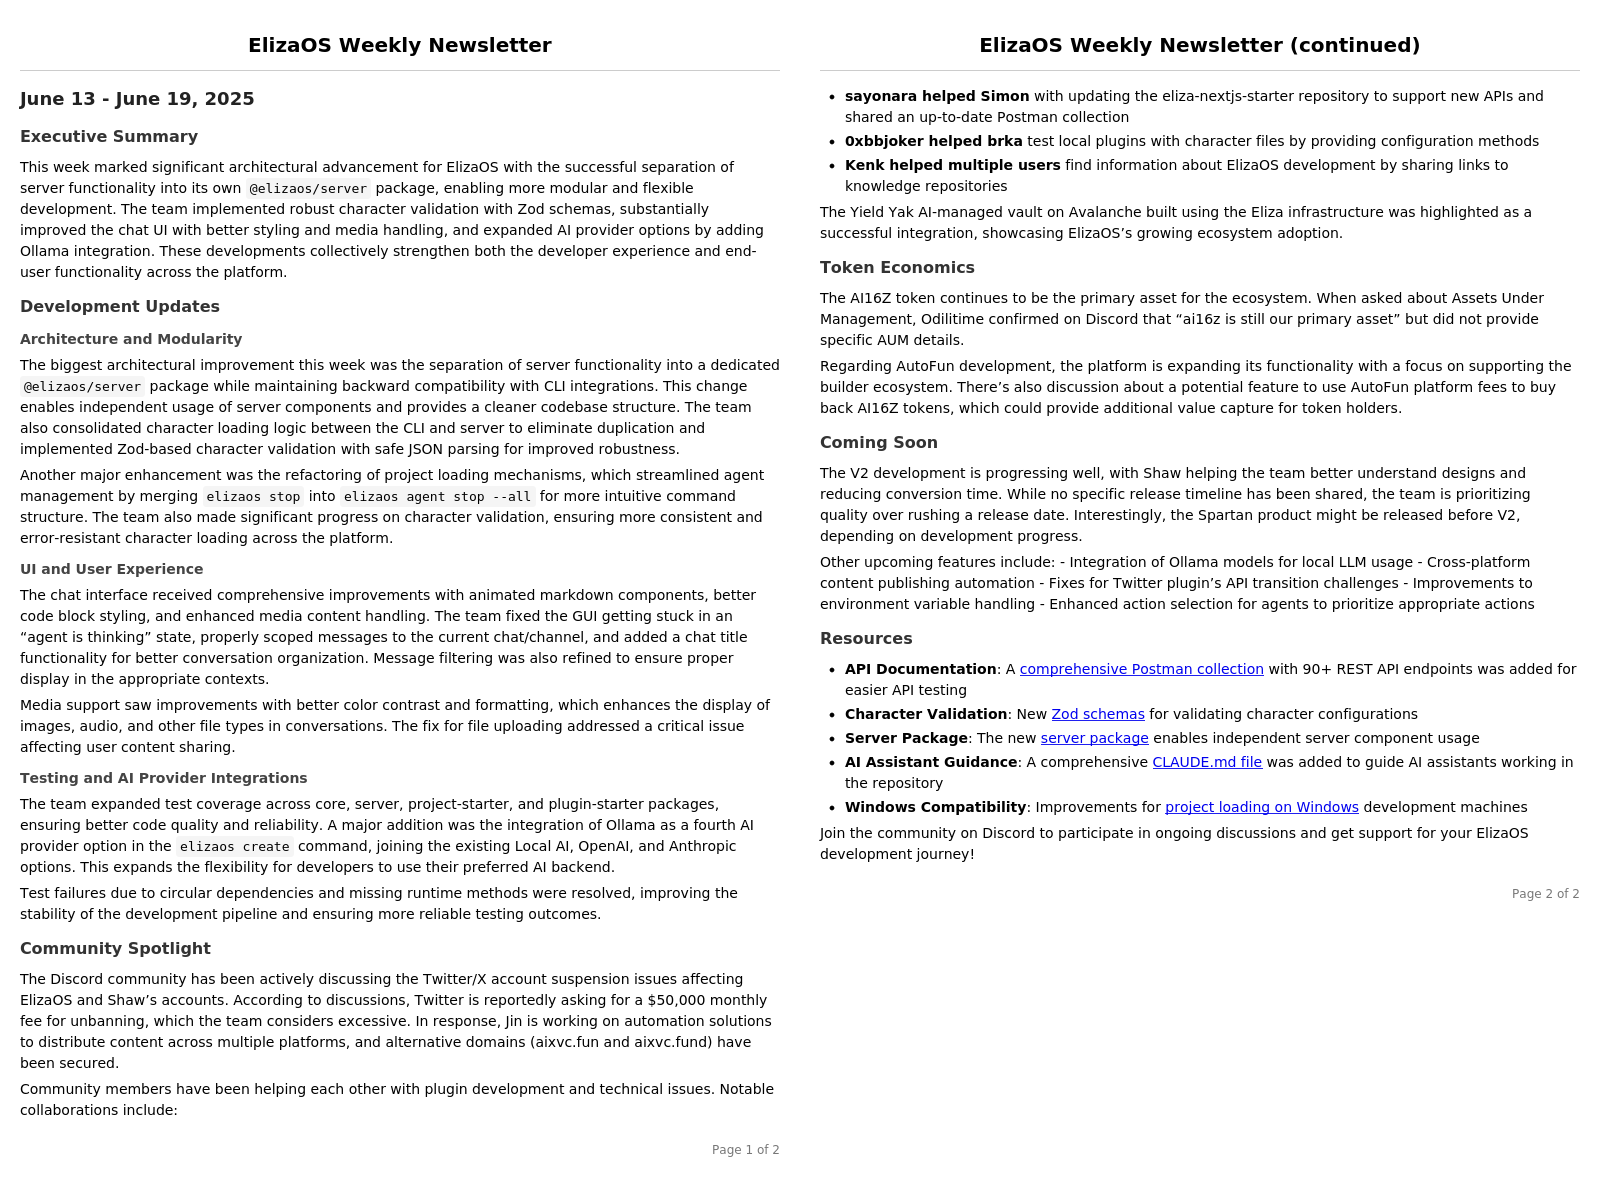 ElizaOS Weekly Newsletter
June 13 - June 19, 2025
Executive Summary
This week marked significant architectural advancement for ElizaOS with the successful separation of
server functionality into its own @elizaos/server package, enabling more modular and flexible
development. The team implemented robust character validation with Zod schemas, substantially
improved the chat UI with better styling and media handling, and expanded AI provider options by adding
Ollama integration. These developments collectively strengthen both the developer experience and end-
user functionality across the platform.
Development Updates
Architecture and Modularity
The biggest architectural improvement this week was the separation of server functionality into a dedicated
@elizaos/server package while maintaining backward compatibility with CLI integrations. This change
enables independent usage of server components and provides a cleaner codebase structure. The team
also consolidated character loading logic between the CLI and server to eliminate duplication and
implemented Zod-based character validation with safe JSON parsing for improved robustness.
Another major enhancement was the refactoring of project loading mechanisms, which streamlined agent
management by merging elizaos stop into elizaos agent stop --all for more intuitive command
structure. The team also made significant progress on character validation, ensuring more consistent and
error-resistant character loading across the platform.
UI and User Experience
The chat interface received comprehensive improvements with animated markdown components, better
code block styling, and enhanced media content handling. The team fixed the GUI getting stuck in an
“agent is thinking” state, properly scoped messages to the current chat/channel, and added a chat title
functionality for better conversation organization. Message filtering was also refined to ensure proper
display in the appropriate contexts.
Media support saw improvements with better color contrast and formatting, which enhances the display of
images, audio, and other file types in conversations. The fix for file uploading addressed a critical issue
affecting user content sharing.
Testing and AI Provider Integrations
The team expanded test coverage across core, server, project-starter, and plugin-starter packages,
ensuring better code quality and reliability. A major addition was the integration of Ollama as a fourth AI
provider option in the elizaos create command, joining the existing Local AI, OpenAI, and Anthropic
options. This expands the flexibility for developers to use their preferred AI backend.
Test failures due to circular dependencies and missing runtime methods were resolved, improving the
stability of the development pipeline and ensuring more reliable testing outcomes.
Community Spotlight
The Discord community has been actively discussing the Twitter/X account suspension issues affecting
ElizaOS and Shaw’s accounts. According to discussions, Twitter is reportedly asking for a $50,000 monthly
fee for unbanning, which the team considers excessive. In response, Jin is working on automation solutions
to distribute content across multiple platforms, and alternative domains (aixvc.fun and aixvc.fund) have
been secured.
Community members have been helping each other with plugin development and technical issues. Notable
collaborations include:
Page 1 of 2
ElizaOS Weekly Newsletter (continued)
• sayonara helped Simon with updating the eliza-nextjs-starter repository to support new APIs and
shared an up-to-date Postman collection
• 0xbbjoker helped brka test local plugins with character files by providing configuration methods
• Kenk helped multiple users find information about ElizaOS development by sharing links to
knowledge repositories
The Yield Yak AI-managed vault on Avalanche built using the Eliza infrastructure was highlighted as a
successful integration, showcasing ElizaOS’s growing ecosystem adoption.
Token Economics
The AI16Z token continues to be the primary asset for the ecosystem. When asked about Assets Under
Management, Odilitime confirmed on Discord that “ai16z is still our primary asset” but did not provide
specific AUM details.
Regarding AutoFun development, the platform is expanding its functionality with a focus on supporting the
builder ecosystem. There’s also discussion about a potential feature to use AutoFun platform fees to buy
back AI16Z tokens, which could provide additional value capture for token holders.
Coming Soon
The V2 development is progressing well, with Shaw helping the team better understand designs and
reducing conversion time. While no specific release timeline has been shared, the team is prioritizing
quality over rushing a release date. Interestingly, the Spartan product might be released before V2,
depending on development progress.
Other upcoming features include: - Integration of Ollama models for local LLM usage - Cross-platform
content publishing automation - Fixes for Twitter plugin’s API transition challenges - Improvements to
environment variable handling - Enhanced action selection for agents to prioritize appropriate actions
Resources
• API Documentation: A comprehensive Postman collection with 90+ REST API endpoints was added for
easier API testing
• Character Validation: New Zod schemas for validating character configurations
• Server Package: The new server package enables independent server component usage
• AI Assistant Guidance: A comprehensive CLAUDE.md file was added to guide AI assistants working in
the repository
• Windows Compatibility: Improvements for project loading on Windows development machines
Join the community on Discord to participate in ongoing discussions and get support for your ElizaOS
development journey!
Page 2 of 2